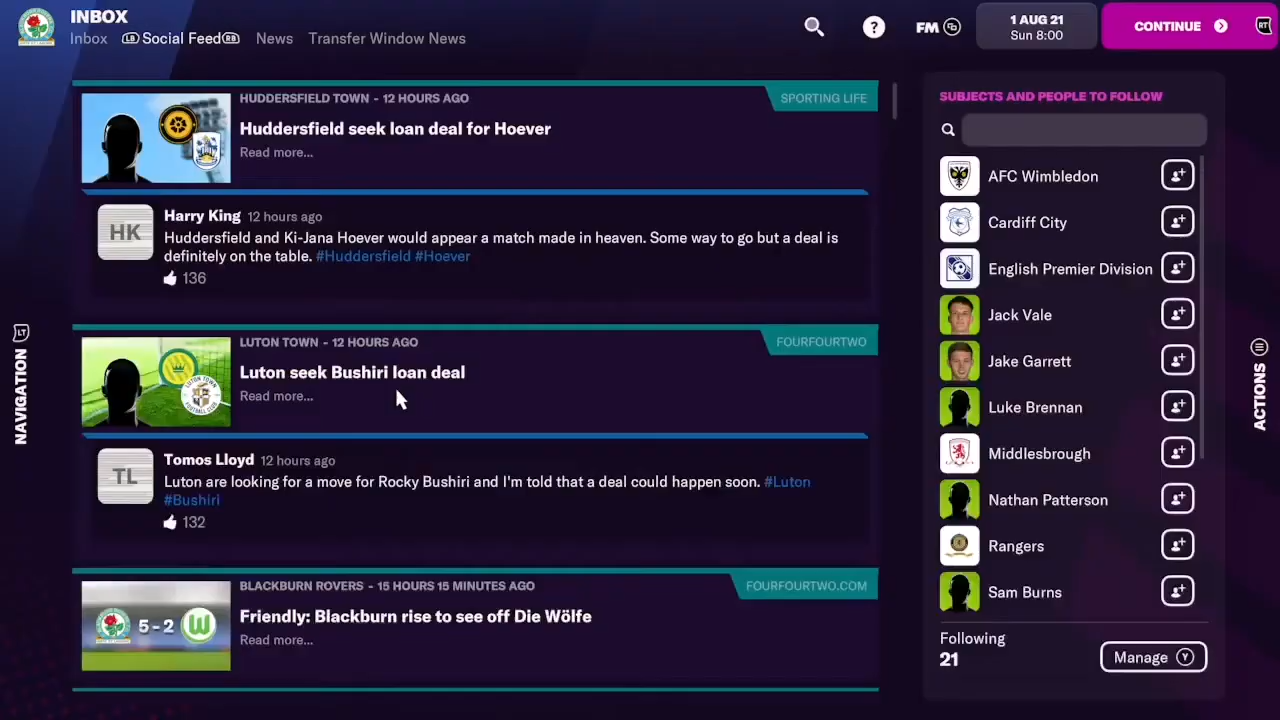 INBOX
Inbox
LB Social Feed RB
News
Transfer Window News
?
FM
1 AUG 21
Sun 8:00
CONTINUE
RT
HUDDERSFIELD TOWN - 12 HOURS AGO
SPORTING LIFE
Huddersfield seek loan deal for Hoever
Read more...
HK
Harry King 12 hours ago
Huddersfield and Ki-Jana Hoever would appear a match made in heaven. Some way to go but a deal is
definitely on the table. #Huddersfield #Hoever
136
LUTON TOWN - 12 HOURS AGO
FOURFOURTWO
Luton seek Bushiri loan deal
Read more...
TL
Tomos Lloyd 12 hours ago
Luton are looking for a move for Rocky Bushiri and I'm told that a deal could happen soon. #Luton
#Bushiri
132
BLACKBURN ROVERS - 15 HOURS 15 MINUTES AGO
FOURFOURTWO.COM
5 - 2
Friendly: Blackburn rise to see off Die Wölfe
Read more...
LT
NAVIGATION
SUBJECTS AND PEOPLE TO FOLLOW
AFC Wimbledon
Cardiff City
English Premier Division
Jack Vale
Jake Garrett
Luke Brennan
Middlesbrough
Nathan Patterson
Rangers
Sam Burns
Following
21
Manage Y
ACTIONS